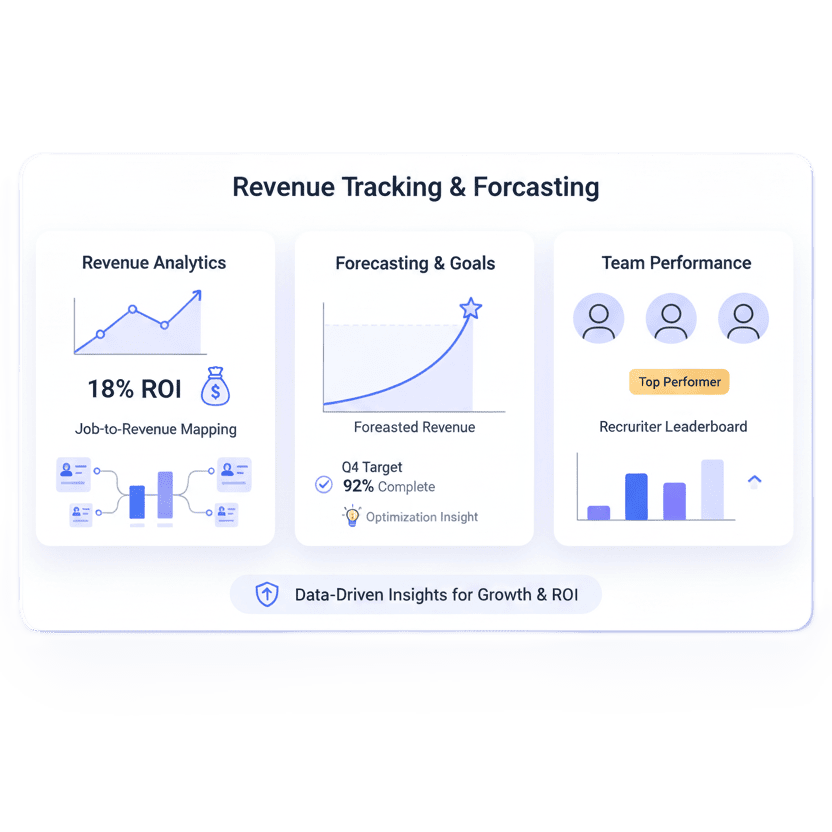 Revenue Tracking & Forcasting
Revenue Analytics
18% ROI
$
Job-to-Revenue Mapping
Forecasting & Goals
Foreasted Revenue
Q4 Target
92% Complete
Optimization Insight
Team Performance
Top Performer
Recruriter Leaderboard
Data-Driven Insights for Growth & ROI